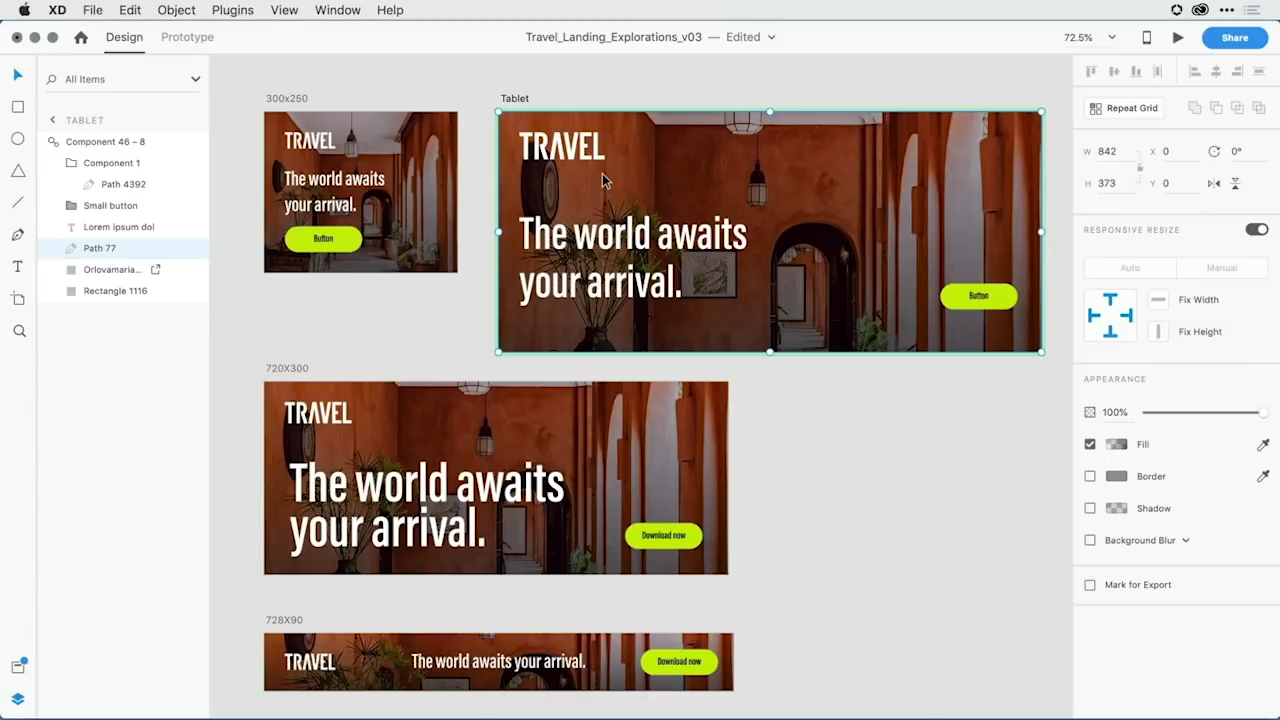 XD File Edit Object Plugins View Window Help
Design Prototype Travel_Landing_Explorations_v03 — Edited 72.5% Share
All Items
TABLET
Component 46 – 8
Component 1
Path 4392
Small button
Lorem ipsum dol
Path 77
Orlovamaria...
Rectangle 1116
300x250
TRAVEL
The world awaits
your arrival.
Button
Tablet
TRAVEL
The world awaits
your arrival.
Button
720X300
TRAVEL
The world awaits
your arrival.
Download now
728X90
TRAVEL The world awaits your arrival. Download now
Repeat Grid
W 842 X 0 0°
H 373 Y 0
RESPONSIVE RESIZE
Auto Manual
Fix Width
Fix Height
APPEARANCE
100%
Fill
Border
Shadow
Background Blur
Mark for Export